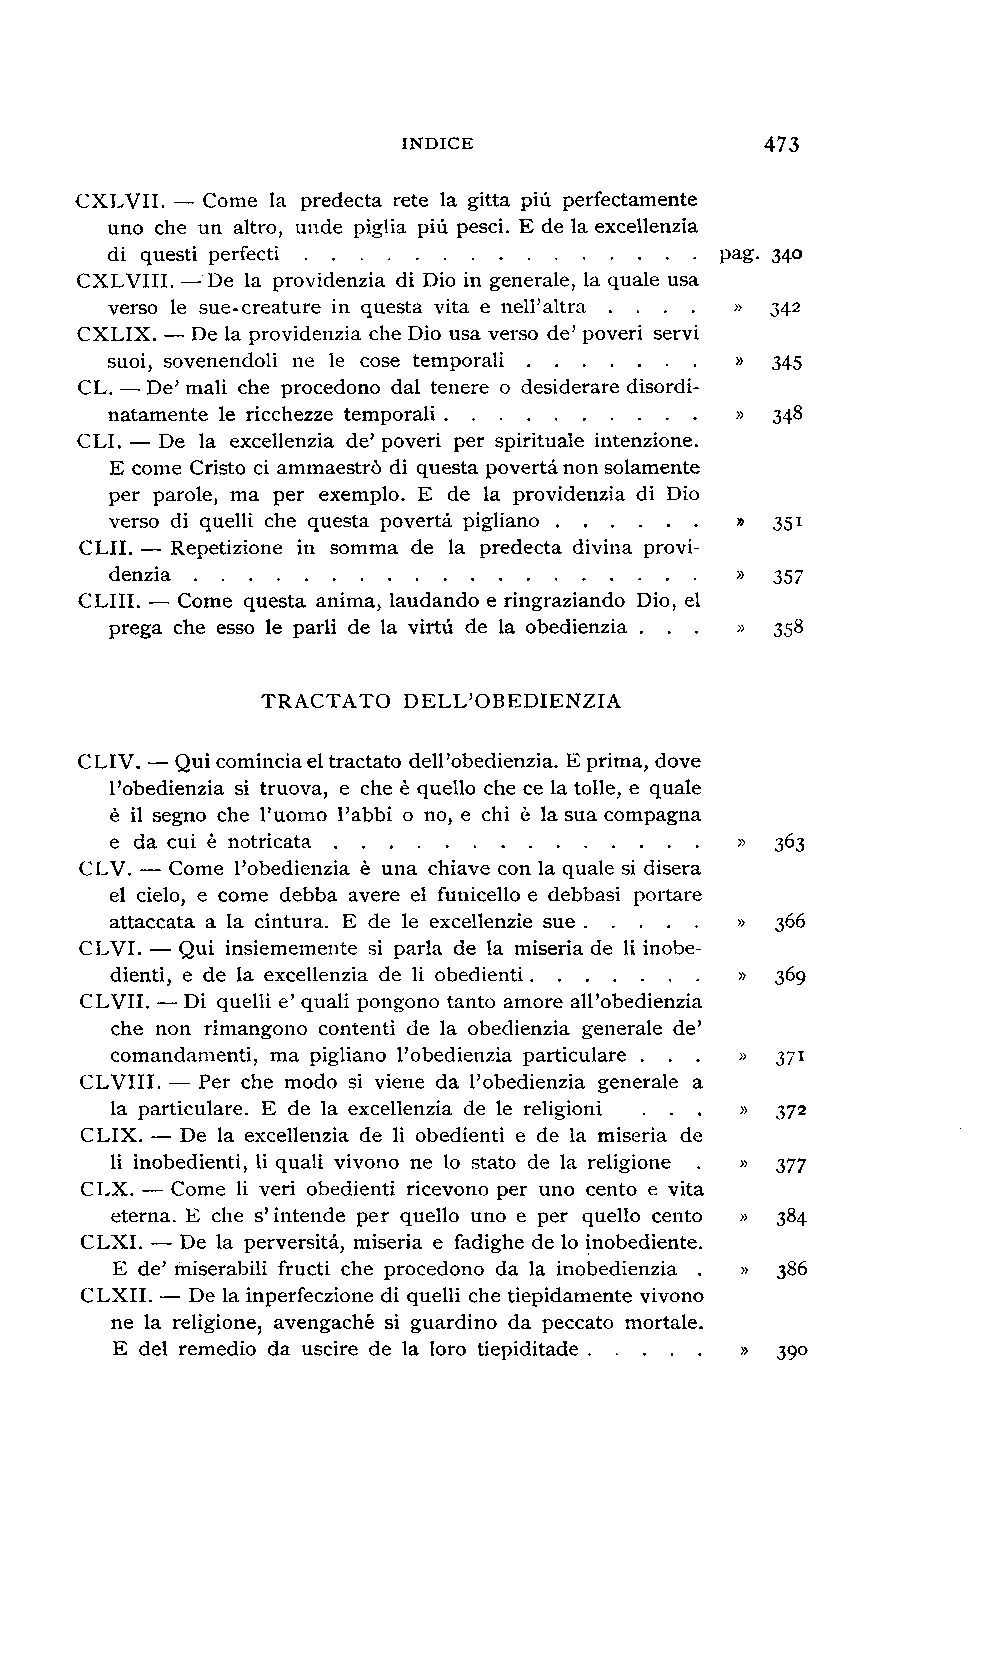 INDICE 473
CXLVII. — Come la predecta rete la gitta piú perfectamente
uno che un altro, unde piglia piú pesci. E de la excellenzia
di questi perfecti . . . . . . . . . . . . . . . pag. 340
CXLVIII. — De la providenzia di Dio in generale, la quale usa
verso le sue creature in questa vita e nell'altra . . . . » 342
CXLIX. — De la providenzia che Dio usa verso de' poveri servi
suoi, sovenendoli ne le cose temporali . . . . . . . » 345
CL. — De' mali che procedono dal tenere o desiderare disordi-
natamente le ricchezze temporali . . . . . . . . . . » 348
CLI. — De la excellenzia de' poveri per spirituale intenzione.
E come Cristo ci ammaestrò di questa povertá non solamente
per parole, ma per exemplo. E de la providenzia di Dio
verso di quelli che questa povertá pigliano . . . . . . » 351
CLII. — Repetizione in somma de la predecta divina provi-
denzia . . . . . . . . . . . . . . . . . . . » 357
CLIII. — Come questa anima, laudando e ringraziando Dio, el
prega che esso le parli de la virtú de la obedienzia . . . » 358
TRACTATO DELL'OBEDIENZIA
CLIV. — Qui comincia el tractato dell'obedienzia. E prima, dove
l'obedienzia si truova, e che è quello che ce la tolle, e quale
è il segno che l'uomo l'abbi o no, e chi è la sua compagna
e da cui è notricata . . . . . . . . . . . . . . » 363
CLV. — Come l'obedienzia è una chiave con la quale si disera
el cielo, e come debba avere el funicello e debbasi portare
attaccata a la cintura. E de le excellenzie sue . . . . . » 366
CLVI. — Qui insiememente si parla de la miseria de li inobe-
dienti, e de la excellenzia de li obedienti . . . . . . . » 369
CLVII. — Di quelli e' quali pongono tanto amore all'obedienzia
che non rimangono contenti de la obedienzia generale de'
comandamenti, ma pigliano l'obedienzia particulare . . . » 371
CLVIII. — Per che modo si viene da l'obedienzia generale a
la particulare. E de la excellenzia de le religioni . . . » 372
CLIX. — De la excellenzia de li obedienti e de la miseria de
li inobedienti, li quali vivono ne lo stato de la religione . » 377
CLX. — Come li veri obedienti ricevono per uno cento e vita
eterna. E che s'intende per quello uno e per quello cento » 384
CLXI. — De la perversitá, miseria e fadighe de lo inobediente.
E de' miserabili fructi che procedono da la inobedienzia . » 386
CLXII. — De la inperfeczione di quelli che tiepidamente vivono
ne la religione, avengaché si guardino da peccato mortale.
E del remedio da uscire de la loro tiepiditade . . . . . » 390